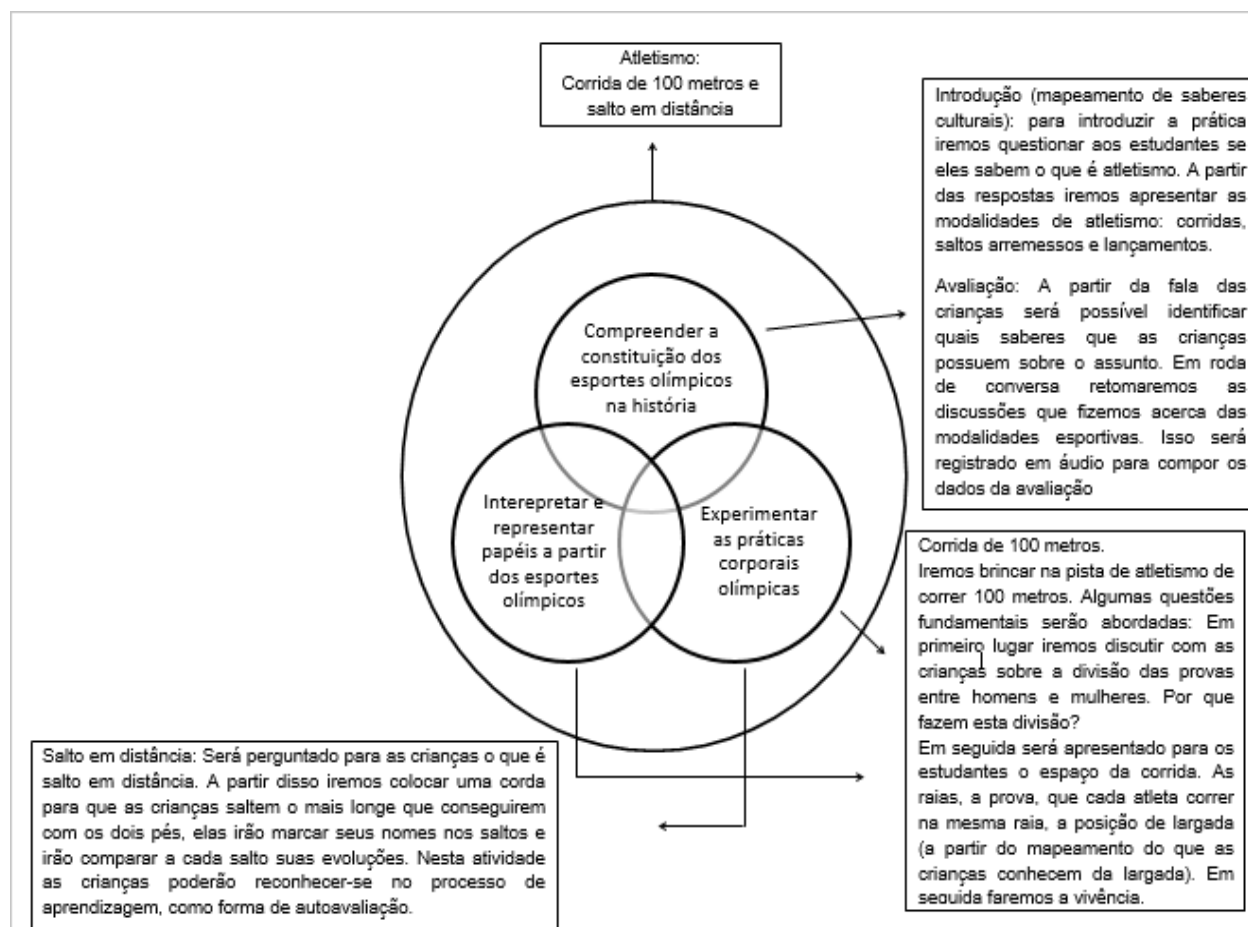 Atletismo:
Corrida de 100 metros e
salto em distância
Introdução (mapeamento de saberes
culturais): para introduzir a prática
iremos questionar aos estudantes se
eles sabem o que é atletismo. A partir
das respostas iremos apresentar as
modalidades de atletismo: corridas,
saltos arremessos e lançamentos.
Avaliação: A partir da fala das
crianças será possível identificar
quais saberes que as crianças
possuem sobre o assunto. Em roda
de conversa retomaremos as
discussões que fizemos acerca das
modalidades esportivas. Isso será
registrado em áudio para compor os
dados da avaliação
Compreender a
constituição dos
esportes olímpicos
na história
Interepretar e
representar
papéis a partir
dos esportes
olímpicos
Experimentar
as práticas
corporais
olímpicas
Corrida de 100 metros.
Iremos brincar na pista de atletismo de
correr 100 metros. Algumas questões
fundamentais serão abordadas: Em
primeiro lugar iremos discutir com as
crianças sobre a divisão das provas
entre homens e mulheres. Por que
fazem esta divisão?
Em seguida será apresentado para os
estudantes o espaço da corrida. As
raias, a prova, que cada atleta correr
na mesma raia, a posição de largada
(a partir do mapeamento do que as
crianças conhecem da largada). Em
seguida faremos a vivência.
Salto em distância: Será perguntado para as crianças o que é
salto em distância. A partir disso iremos colocar uma corda
para que as crianças saltem o mais longe que conseguirem
com os dois pés, elas irão marcar seus nomes nos saltos e
irão comparar a cada salto suas evoluções. Nesta atividade
as crianças poderão reconhecer-se no processo de
aprendizagem, como forma de autoavaliação.